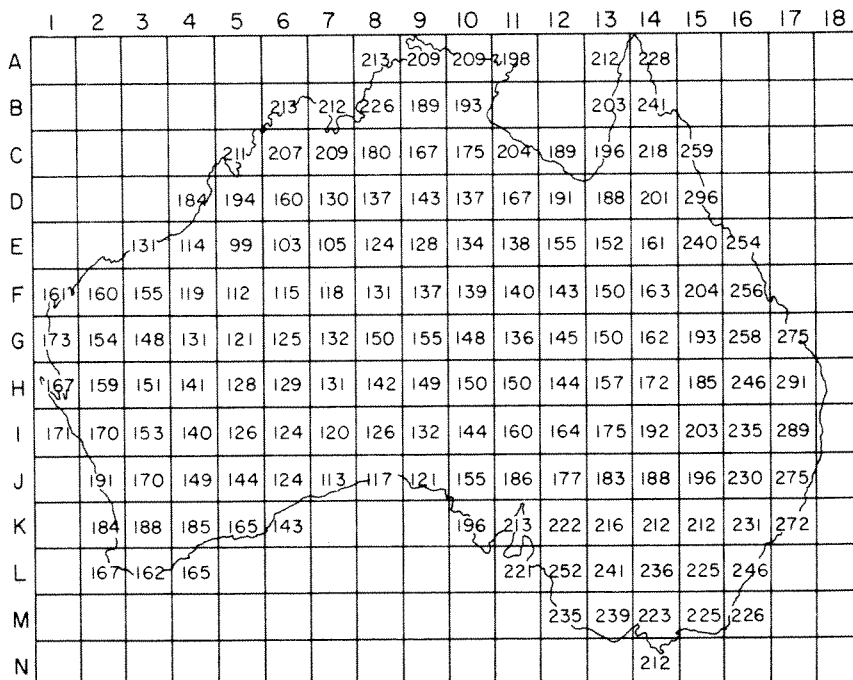 1 2 3 4 5 6 7 8 9 10 11 12 13 14 15 16 17 18
A 213 209 209 198 212 228
B 213 212 226 189 193 203 241
C 211 207 209 180 167 175 204 189 196 218 259
D 184 194 160 130 137 143 137 167 191 188 201 296
E 131 114 99 103 105 124 128 134 138 155 152 161 240 254
F 161 160 155 119 112 115 118 131 137 139 140 143 150 163 204 256
G 173 154 148 131 121 125 132 150 155 148 136 145 150 162 193 258 275
H 167 159 151 141 128 129 131 142 149 150 150 144 157 172 185 246 291
I 171 170 153 140 126 124 120 126 132 144 160 164 175 192 203 235 289
J 191 170 149 144 124 113 117 121 155 186 177 183 188 196 230 275
K 184 188 185 165 143 196 213 222 216 212 212 231 272
L 167 162 165 221 252 241 236 225 246
M 235 239 223 225 226
N 212